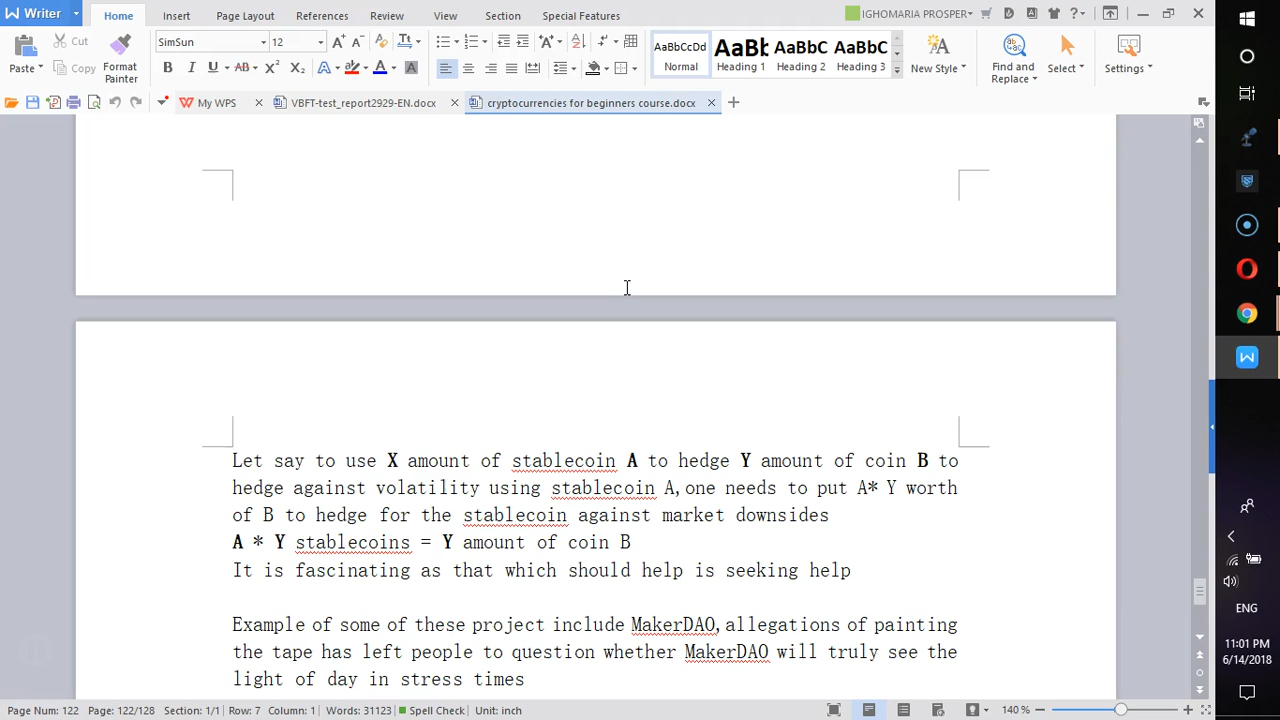 Writer
Home
Insert
Page Layout
References
Review
View
Section
Special Features
IGHOMARIA PROSPER
Paste
Cut
Copy
Format Painter
SimSun
12
B I U AB X² X₂
AaBbCcDd
Normal
AaBb
Heading 1
AaBbC
Heading 2
AaBbC
Heading 3
New Style
Find and Replace
Select
Settings
My WPS
VBFT-test_report2929-EN.docx
cryptocurrencies for beginners course.docx
Let say to use X amount of stablecoin A to hedge Y amount of coin B to
hedge against volatility using stablecoin A,one needs to put A* Y worth
of B to hedge for the stablecoin against market downsides
A * Y stablecoins = Y amount of coin B
It is fascinating as that which should help is seeking help
Example of some of these project include MakerDAO,allegations of painting
the tape has left people to question whether MakerDAO will truly see the
light of day in stress times
ENG
11:01 PM
6/14/2018
Page Num: 122 Page: 122/128 Section: 1/1 Row: 7 Column: 1 Words: 31123 Spell Check Unit: inch
140 %